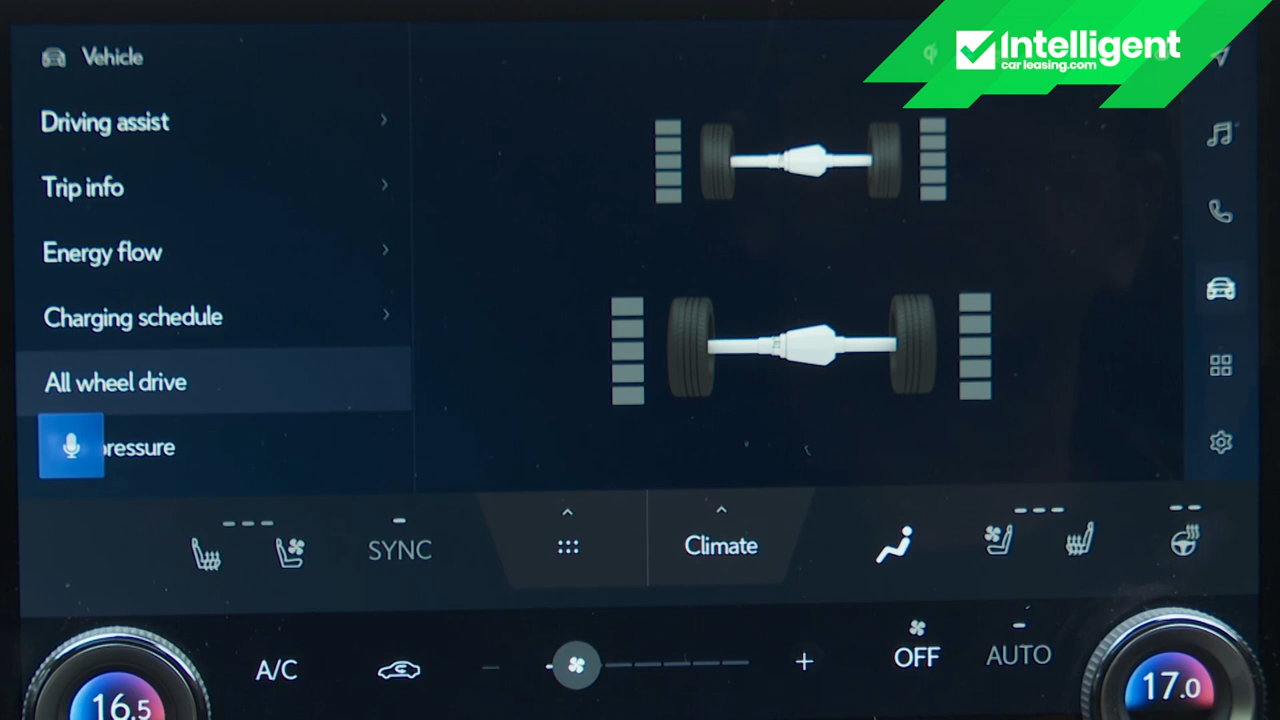 Vehicle
Intelligent
carleasing.com
Driving assist
Trip info
Energy flow
Charging schedule
All wheel drive
pressure
SYNC
Climate
A/C
OFF
AUTO
16.5
17.0